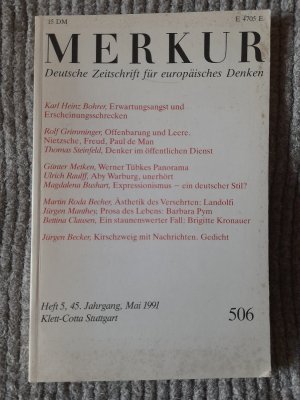 15 DM
E 4705 E
MERKUR
Deutsche Zeitschrift für europäisches Denken
Karl Heinz Bohrer, Erwartungsangst und
Erscheinungsschrecken
Rolf Grimminger, Offenbarung und Leere.
Nietzsche, Freud, Paul de Man
Thomas Steinfeld, Denker im öffentlichen Dienst
Günter Metken, Werner Tübkes Panorama
Ulrich Raulff, Aby Warburg, unerhört
Magdalena Bushart, Expressionismus – ein deutscher Stil?
Martin Roda Becher, Ästhetik des Versehrten: Landolfi
Jürgen Manthey, Prosa des Lebens: Barbara Pym
Bettina Clausen, Ein staunenswerter Fall: Brigitte Kronauer
Jürgen Becker, Kirschzweig mit Nachrichten. Gedicht
Heft 5, 45. Jahrgang, Mai 1991
Klett-Cotta Stuttgart
506